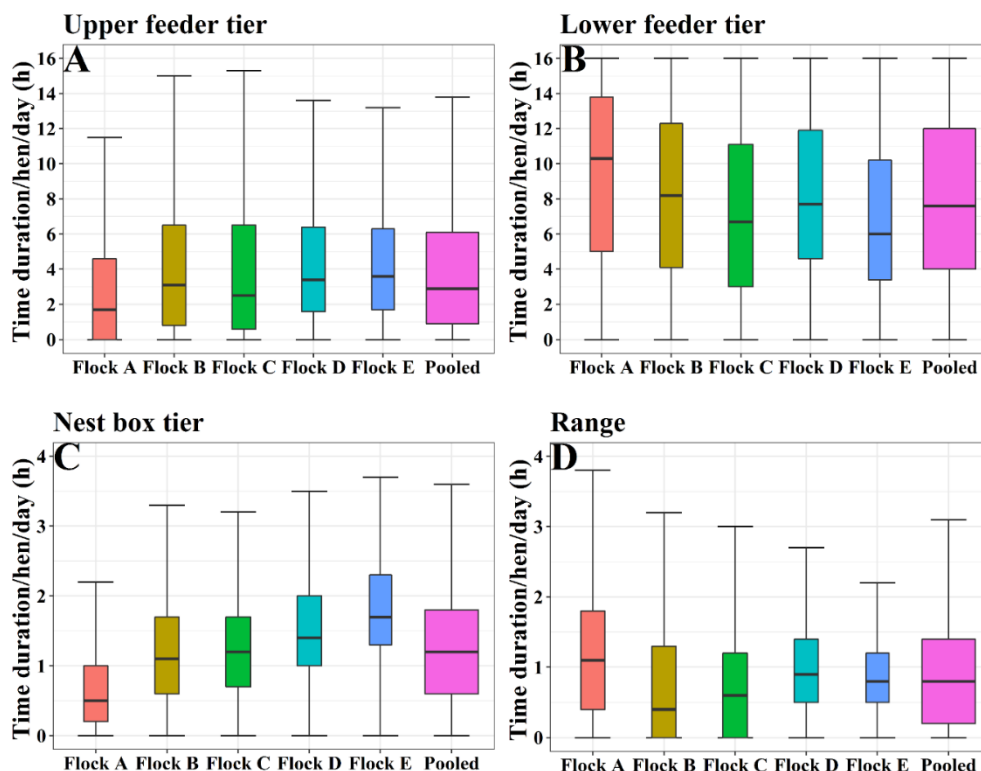 Upper feeder tier
A
Time duration/hen/day (h)
16
14
12
10
8
6
4
2
0
Flock A Flock B Flock C Flock D Flock E Pooled
Lower feeder tier
B
Time duration/hen/day (h)
16
14
12
10
8
6
4
2
0
Flock A Flock B Flock C Flock D Flock E Pooled
Nest box tier
C
Time duration/hen/day (h)
4
3
2
1
0
Flock A Flock B Flock C Flock D Flock E Pooled
Range
D
Time duration/hen/day (h)
4
3
2
1
0
Flock A Flock B Flock C Flock D Flock E Pooled